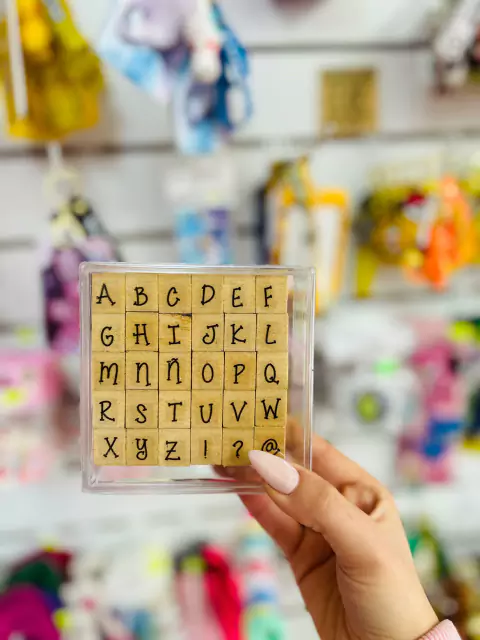 A B C D E F
G H I J K L
M N Ñ O P Q
R S T U V W
X Y Z ! ? @